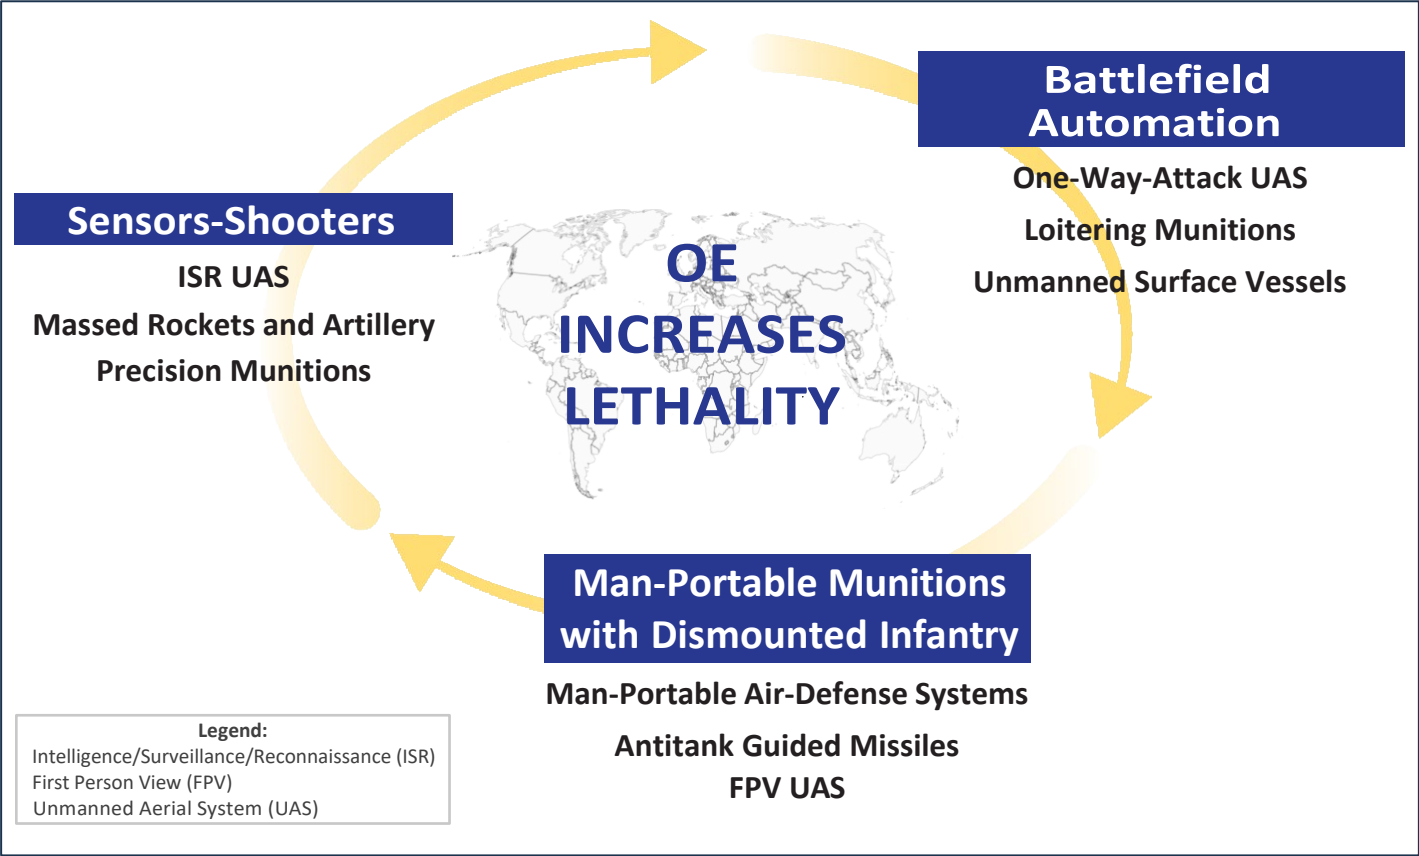 Battlefield
Automation
One-Way-Attack UAS
Loitering Munitions
Unmanned Surface Vessels
Sensors-Shooters
ISR UAS
Massed Rockets and Artillery
Precision Munitions
OE
INCREASES
LETHALITY
Man-Portable Munitions
with Dismounted Infantry
Man-Portable Air-Defense Systems
Antitank Guided Missiles
FPV UAS
Legend:
Intelligence/Surveillance/Reconnaissance (ISR)
First Person View (FPV)
Unmanned Aerial System (UAS)